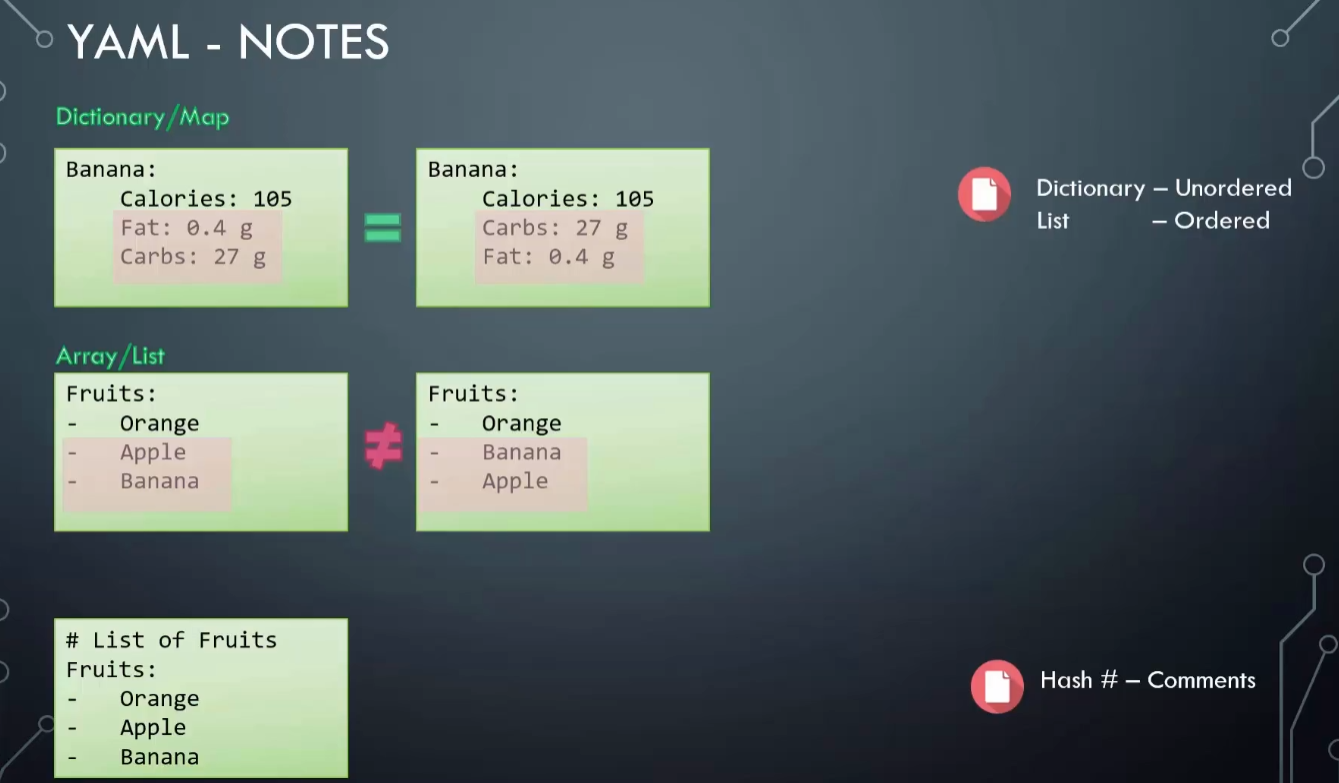 YAML - NOTES
Dictionary/Map
Banana:
Calories: 105
Fat: 0.4 g
Carbs: 27 g
=
Banana:
Calories: 105
Carbs: 27 g
Fat: 0.4 g
Dictionary – Unordered
List – Ordered
Array/List
Fruits:
- Orange
- Apple
- Banana
≠
Fruits:
- Orange
- Banana
- Apple
# List of Fruits
Fruits:
- Orange
- Apple
- Banana
Hash # – Comments